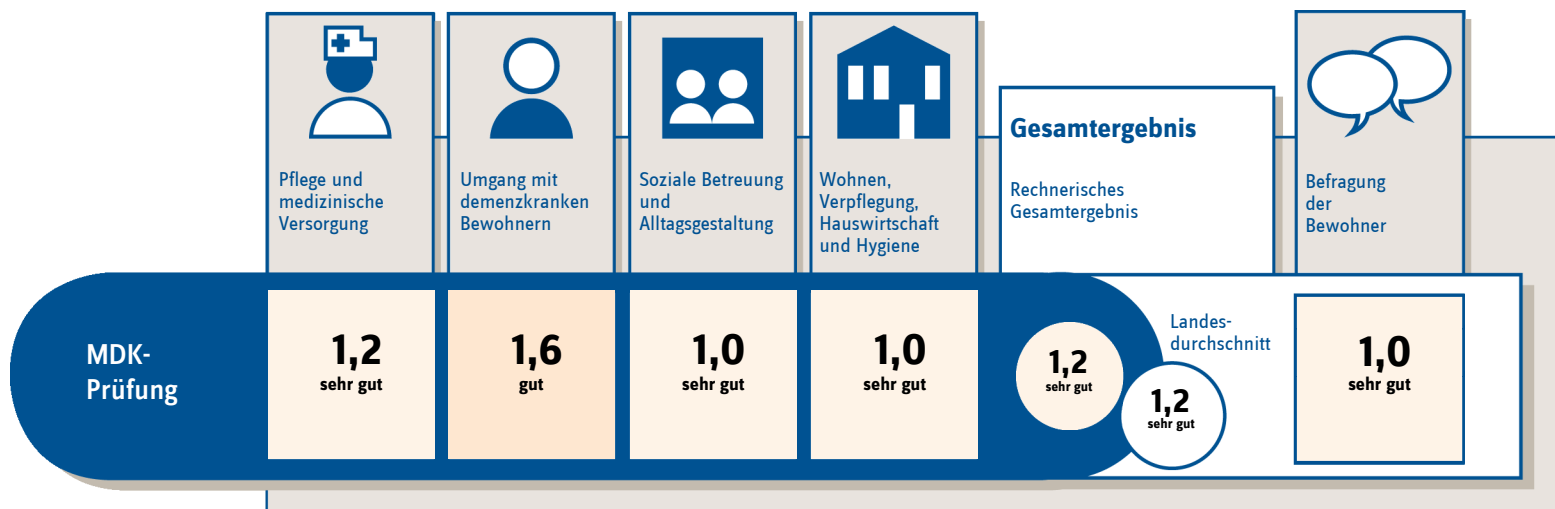 Pflege und
medizinische
Versorgung
Umgang mit
demenzkranken
Bewohnern
Soziale Betreuung
und
Alltagsgestaltung
Wohnen,
Verpflegung,
Hauswirtschaft
und Hygiene
Gesamtergebnis
Rechnerisches
Gesamtergebnis
Befragung
der
Bewohner
MDK-
Prüfung
1,2
sehr gut
1,6
gut
1,0
sehr gut
1,0
sehr gut
1,2
sehr gut
Landes-
durchschnitt
1,2
sehr gut
1,0
sehr gut